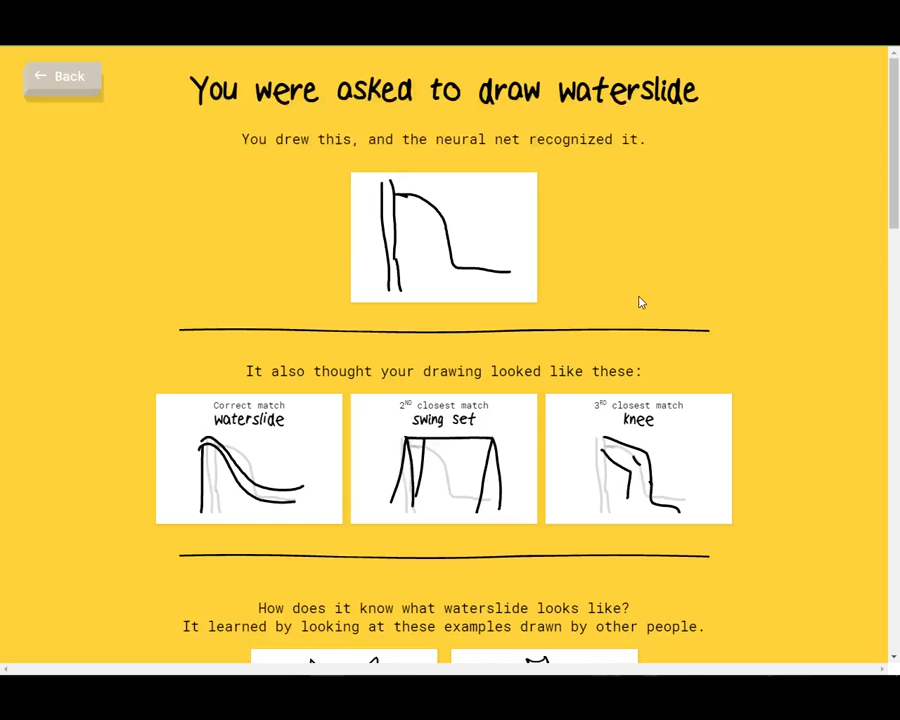 ← Back
You were asked to draw waterslide
You drew this, and the neural net recognized it.
It also thought your drawing looked like these:
Correct match
waterslide
2ND closest match
swing set
3RD closest match
knee
How does it know what waterslide looks like?
It learned by looking at these examples drawn by other people.